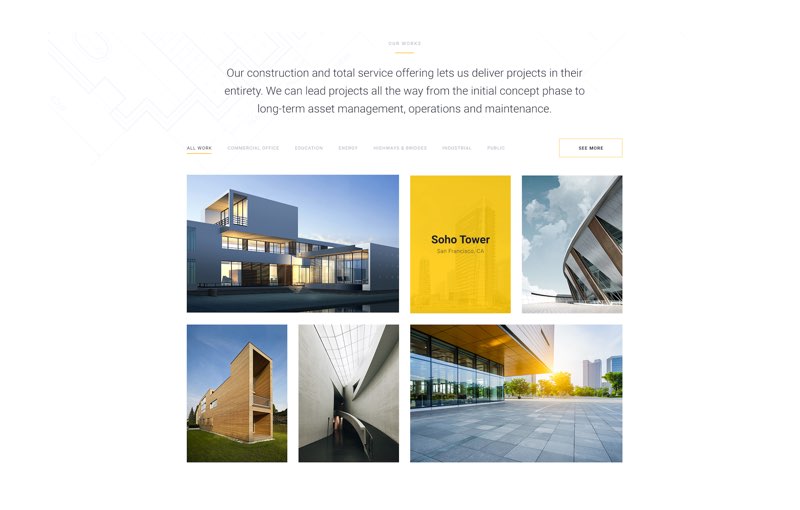 OUR WORKS
Our construction and total service offering lets us deliver projects in their
entirety. We can lead projects all the way from the initial concept phase to
long-term asset management, operations and maintenance.
ALL WORK COMMERCIAL OFFICE EDUCATION ENERGY HIGHWAYS & BRIDGES INDUSTRIAL PUBLIC SEE MORE
Soho Tower
San Francisco, CA